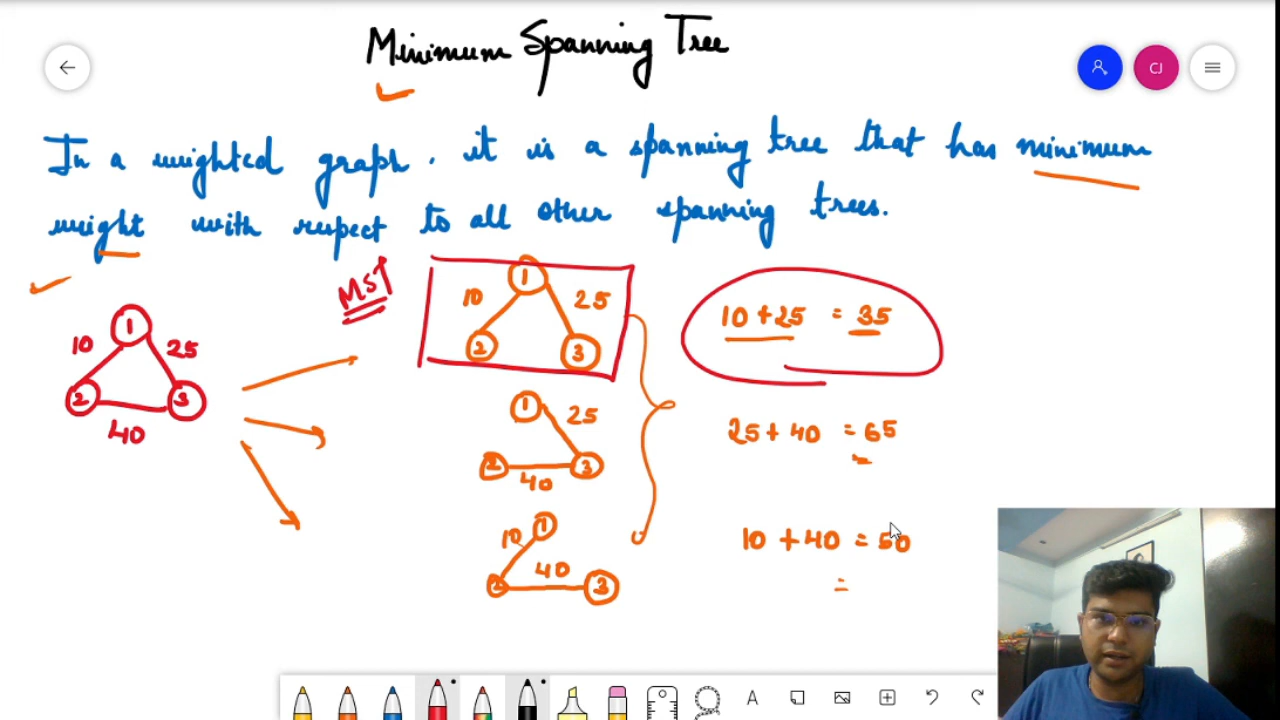 Minimum Spanning Tree
CJ
In a weighted graph, it is a spanning tree that has minimum
weight with respect to all other spanning trees.
MST
1
10
25
2
3
10 + 25 = 35
1
10
25
2
3
40
1
25
2
3
40
25 + 40 = 65
1
10
40
2
3
10 + 40 = 50
=
A